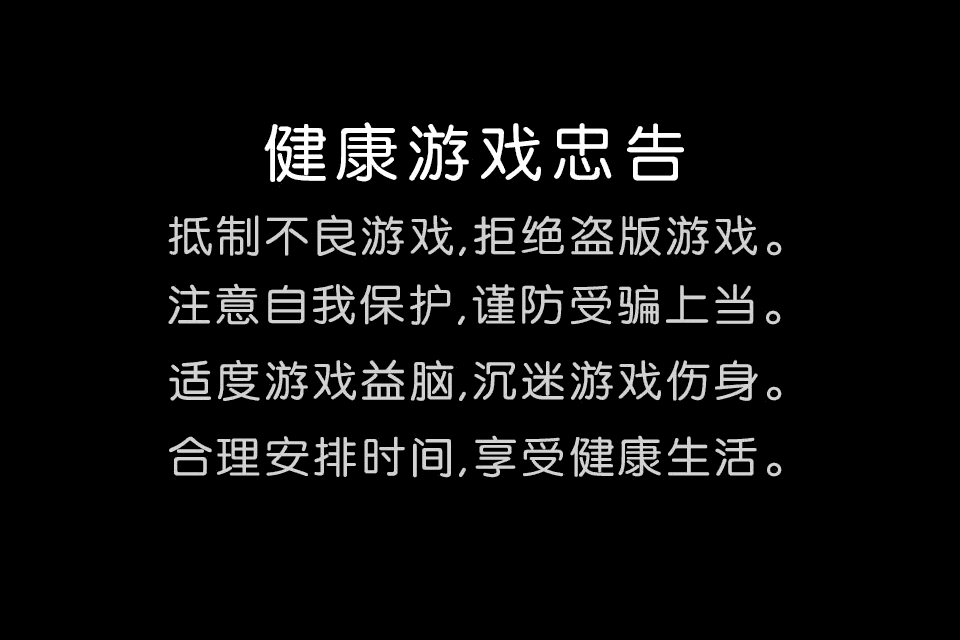 健康游戏忠告
抵制不良游戏,拒绝盗版游戏。
注意自我保护,谨防受骗上当。
适度游戏益脑,沉迷游戏伤身。
合理安排时间,享受健康生活。